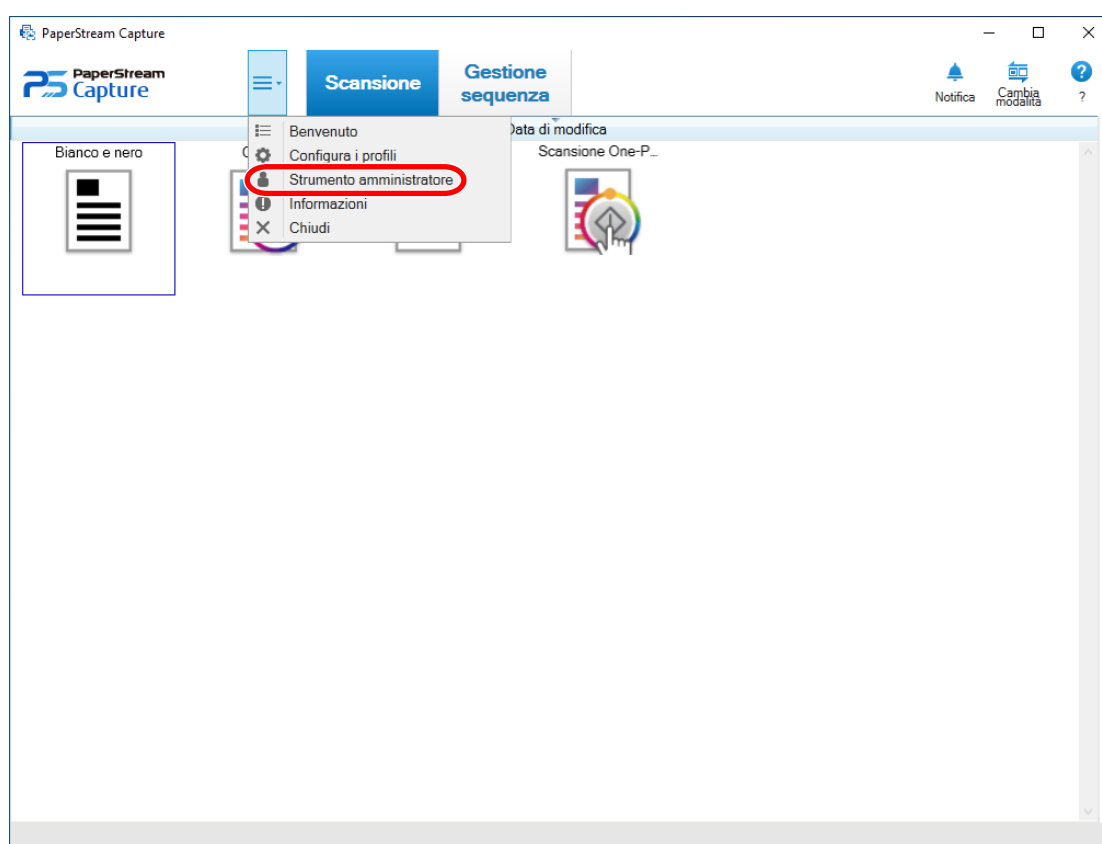 PaperStream Capture
PaperStream
Capture
Scansione
Gestione
sequenza
Notifica
Cambia
modalità
?
Data di modifica
Benvenuto
Configura i profili
Strumento amministratore
Informazioni
Chiudi
Bianco e nero
Scansione One-P...